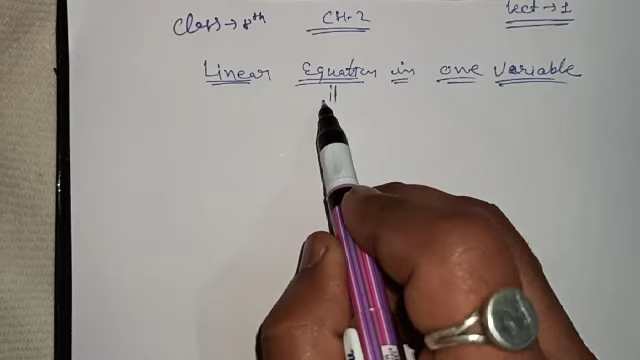 Class → 8th CH-2 Lect → 1
Linear Equation in one variable